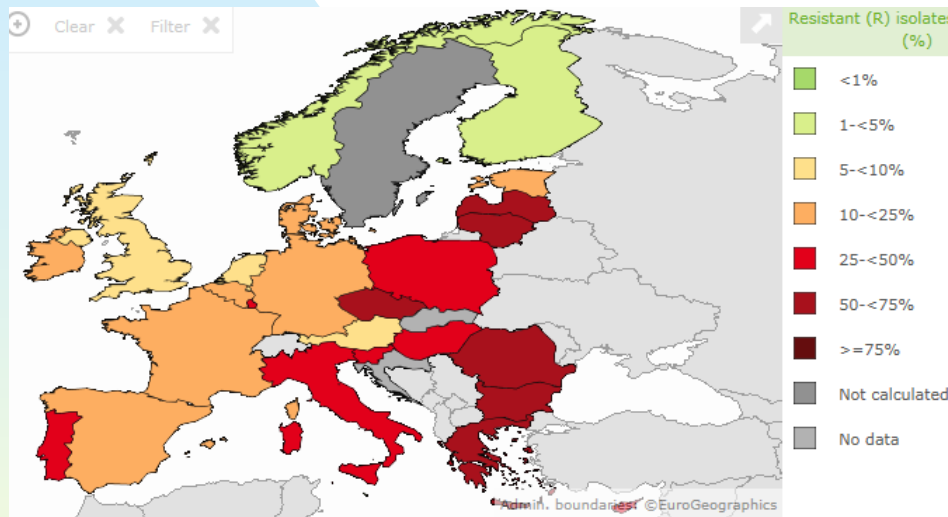 Clear
Filter
Resistant (R) isolates
(%)
<1%
1-<5%
5-<10%
10-<25%
25-<50%
50-<75%
>=75%
Not calculated
No data
Admin. boundaries: ©EuroGeographics